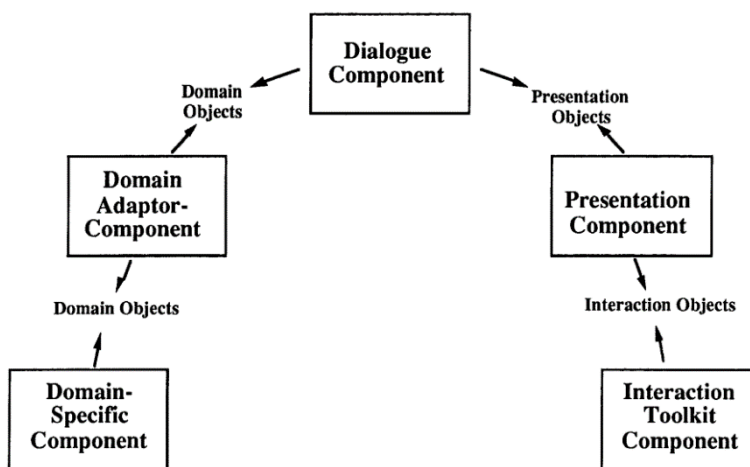 Dialogue
Component
Domain
Objects
Presentation
Objects
Domain
Adaptor-
Component
Presentation
Component
Domain Objects
Interaction Objects
Domain-
Specific
Component
Interaction
Toolkit
Component